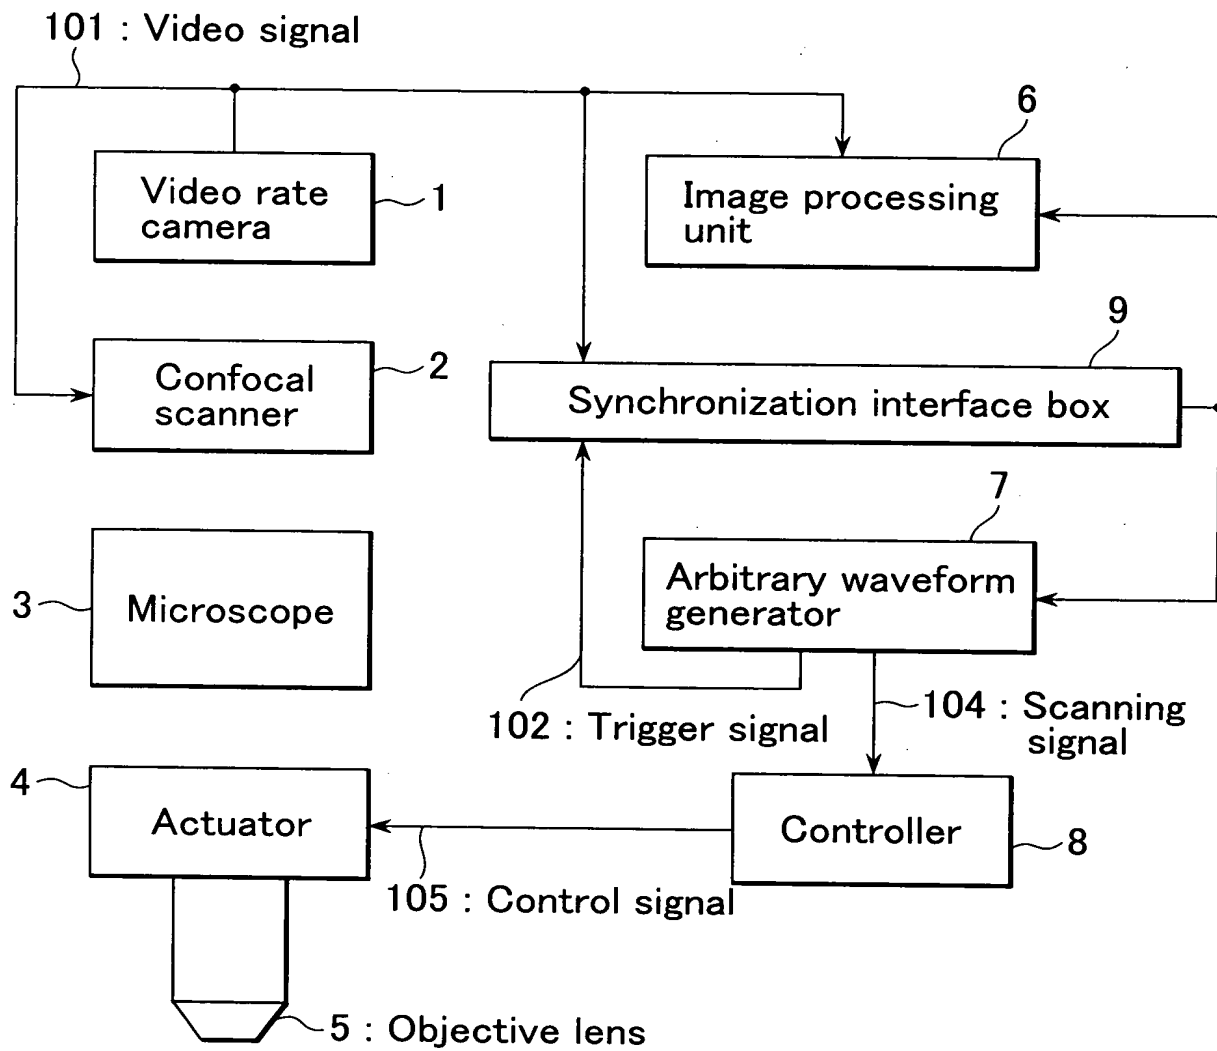 101 : Video signal
6
Video rate
camera
1
Image processing
unit
9
Confocal
scanner
2
Synchronization interface box
7
3
Microscope
Arbitrary waveform
generator
102 : Trigger signal
104 : Scanning
signal
4
Actuator
Controller
8
105 : Control signal
5 : Objective lens